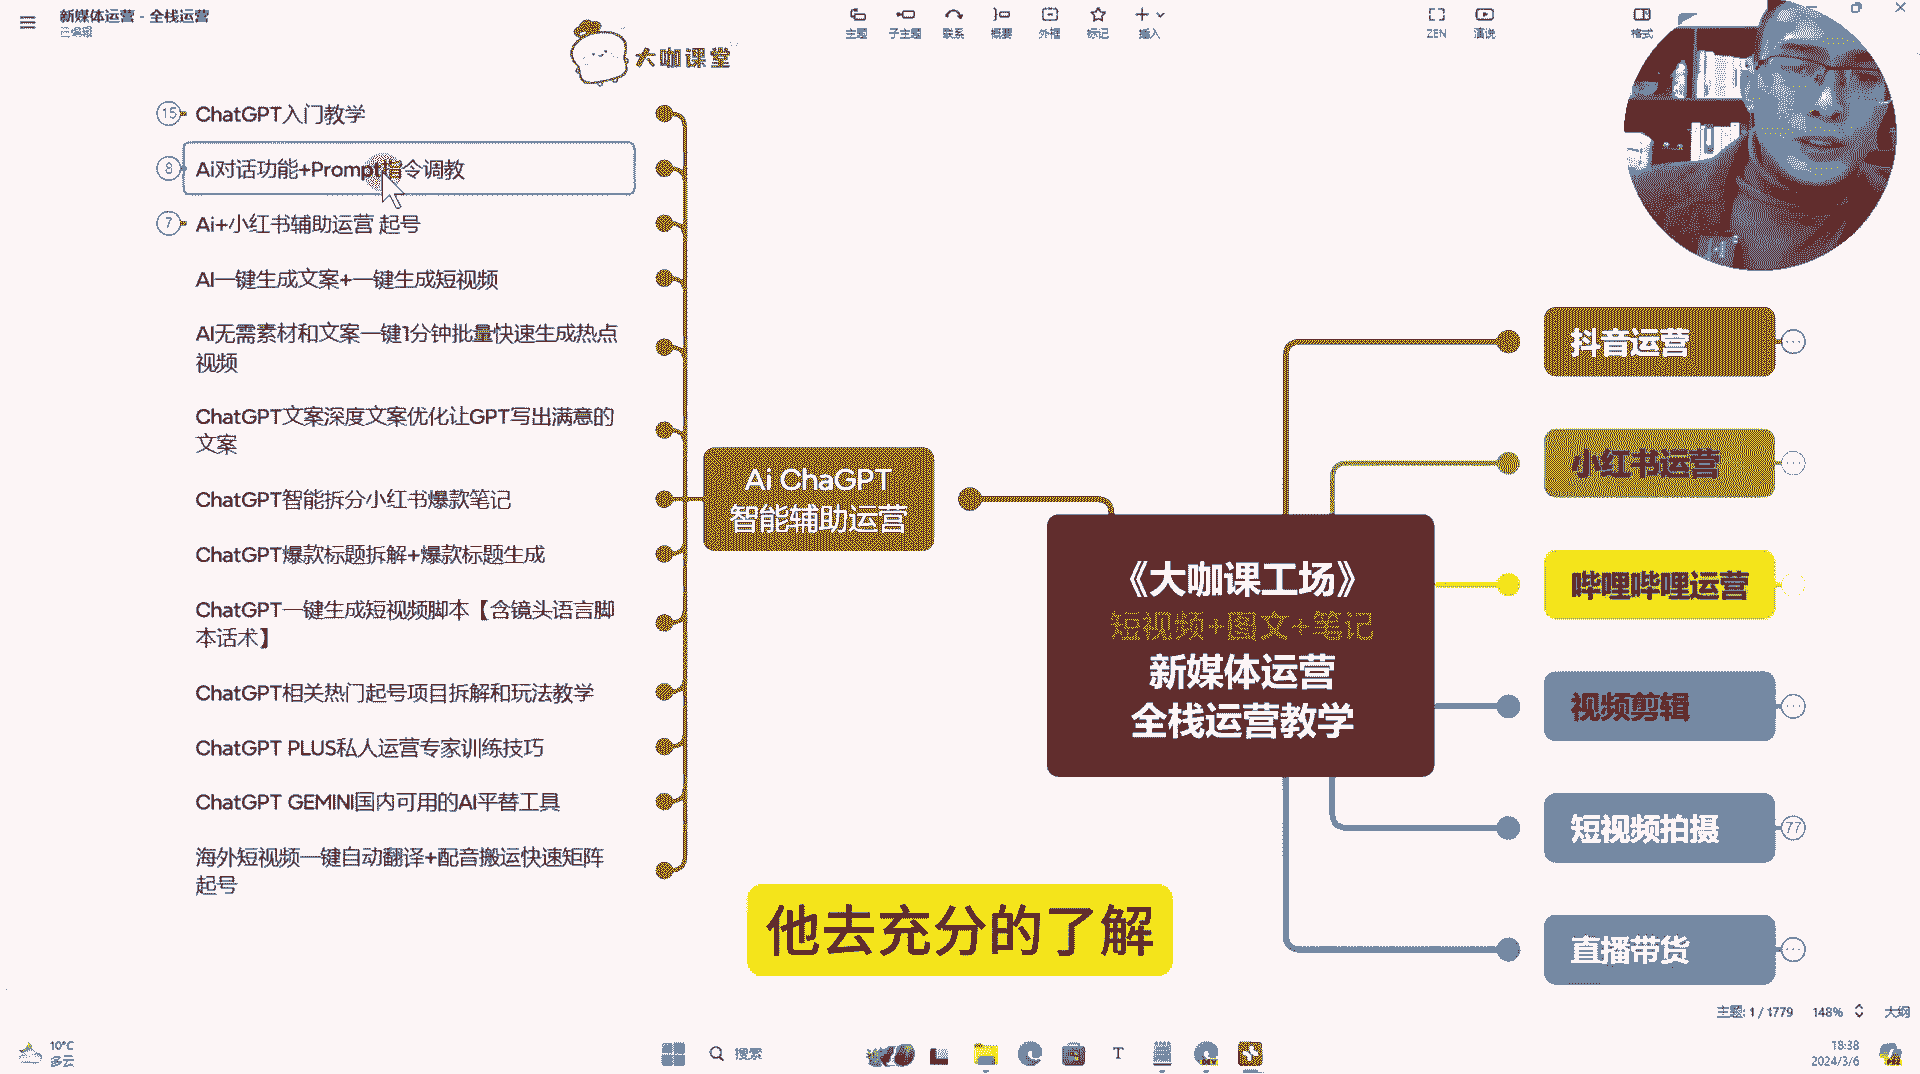 新媒体运营 - 全栈运营
已编辑
主题
子主题
联系
概要
外框
标记
插入
ZEN
演说
格式
大咖课堂
15
ChatGPT入门教学
8
Ai对话功能+Prompt指令调教
7
Ai+小红书辅助运营 起号
AI一键生成文案+一键生成短视频
AI无需素材和文案一键1分钟批量快速生成热点
视频
ChatGPT文案深度文案优化让GPT写出满意的
文案
ChatGPT智能拆分小红书爆款笔记
ChatGPT爆款标题拆解+爆款标题生成
ChatGPT一键生成短视频脚本【含镜头语言脚
本话术】
ChatGPT相关热门起号项目拆解和玩法教学
ChatGPT PLUS私人运营专家训练技巧
ChatGPT GEMINI国内可用的AI平替工具
海外短视频一键自动翻译+配音搬运快速矩阵
起号
Ai ChaGPT
智能辅助运营
《大咖课工场》
短视频+图文+笔记
新媒体运营
全栈运营教学
抖音运营
小红书运营
哔哩哔哩运营
视频剪辑
短视频拍摄
77
直播带货
他去充分的了解
主题: 1 / 1779
148%
大纲
10°C
多云
搜索
18:38
2024/3/6